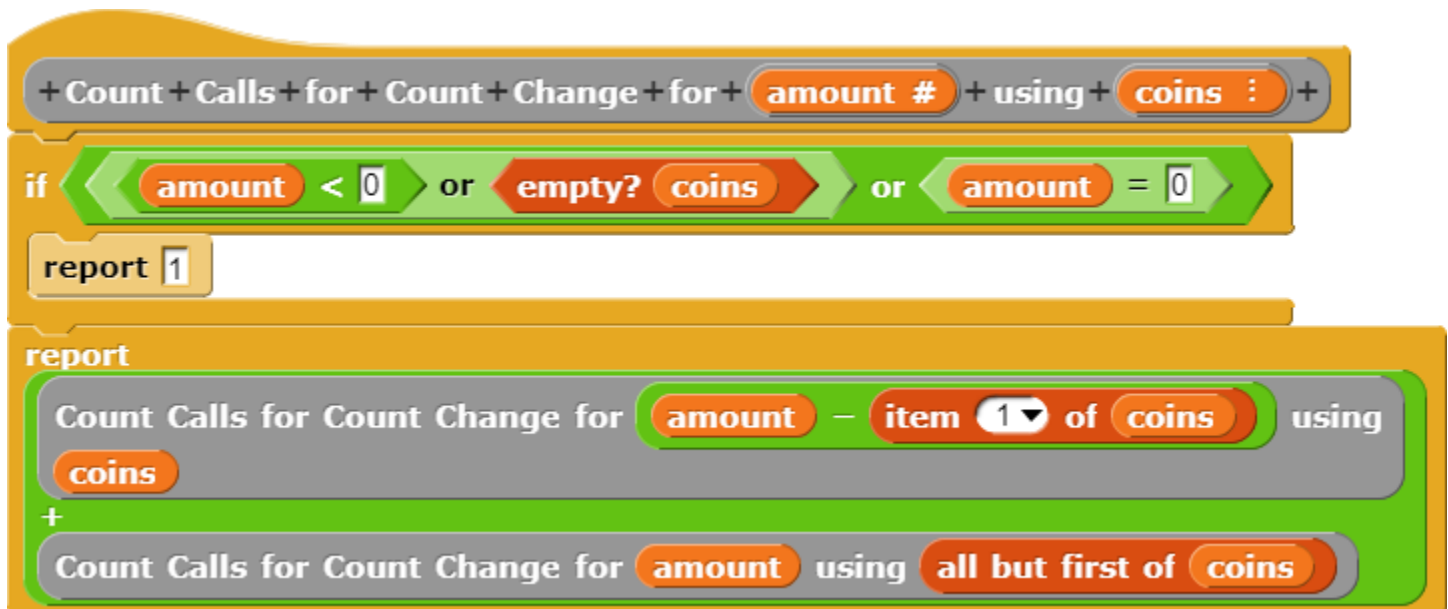 +Count+Calls+for+Count+Change+for+ amount # +using+ coins ⋮ +
if amount < 0 or empty? coins or amount = 0
report 1
report
Count Calls for Count Change for amount − item 1▾ of coins using
coins
+
Count Calls for Count Change for amount using all but first of coins